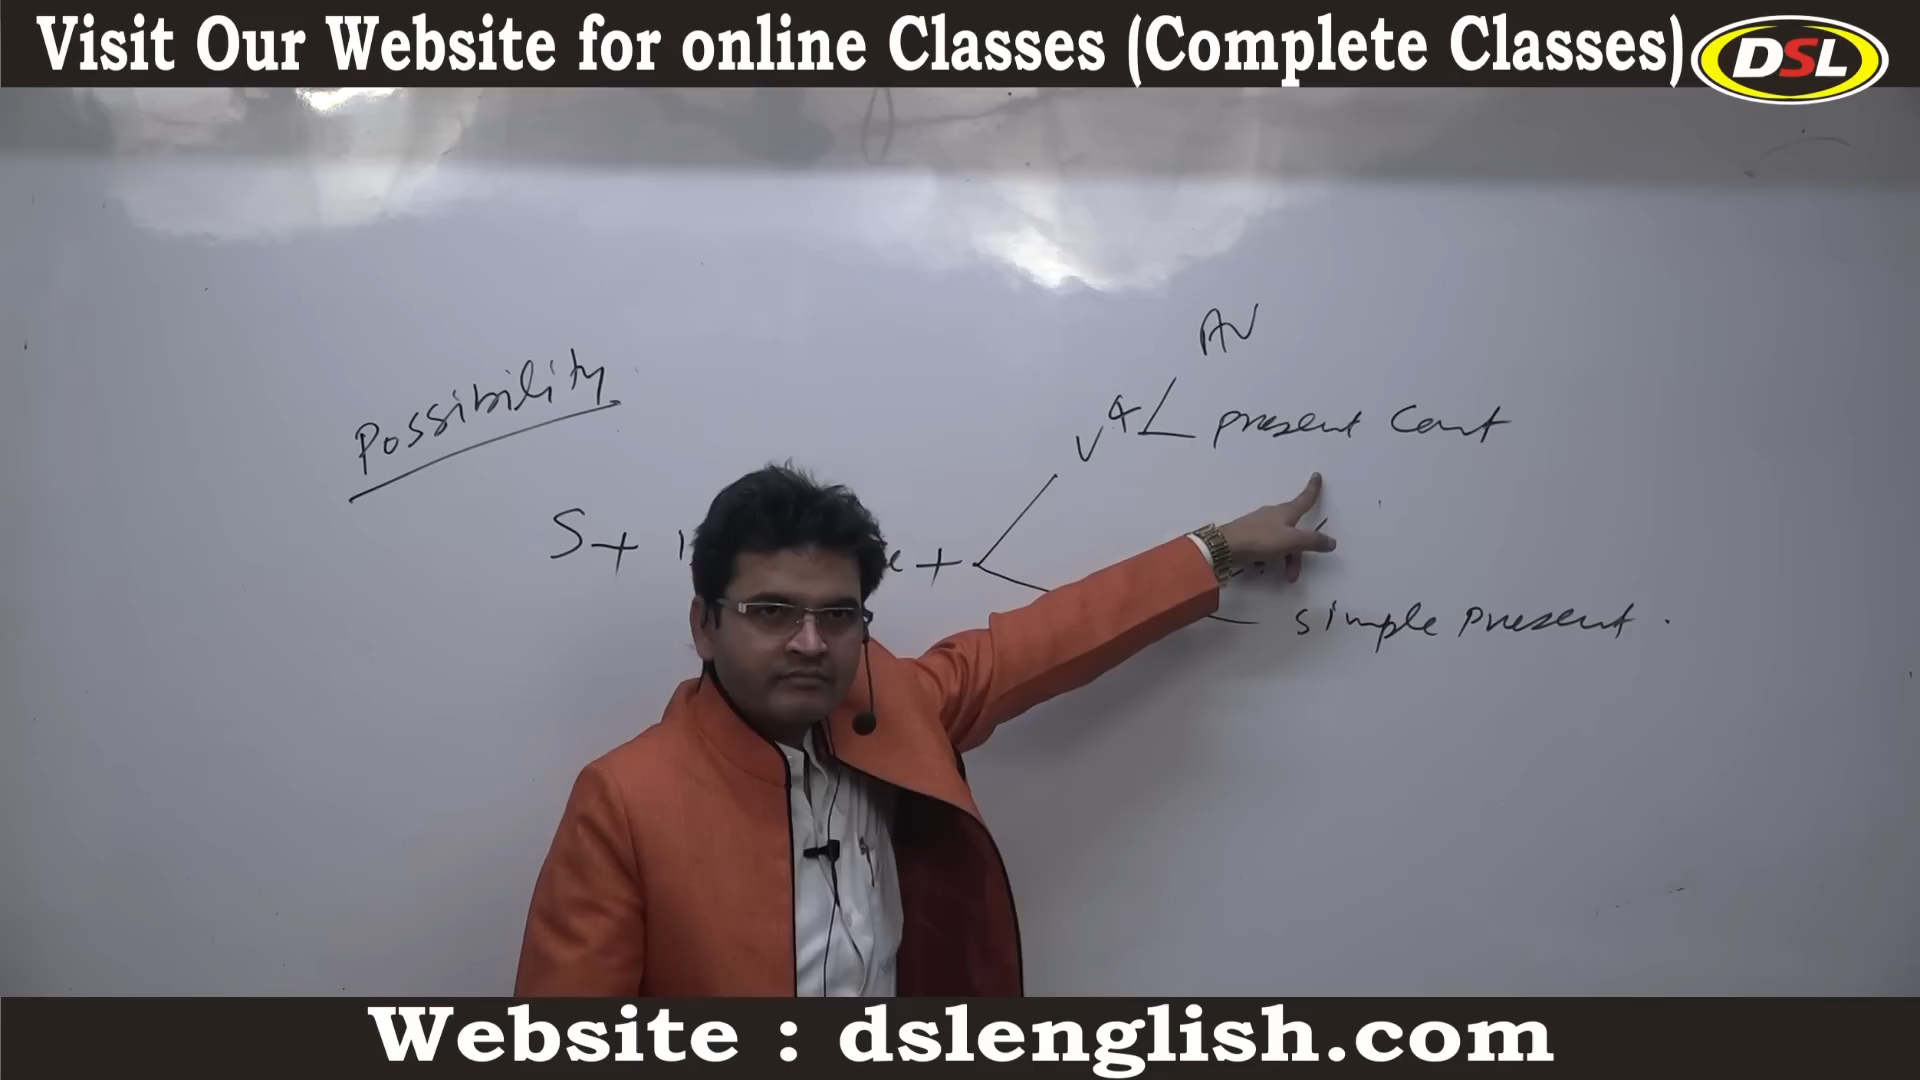 Visit Our Website for online Classes (Complete Classes)
DSL
AV
Possibility
V4 present Cont
S+ +
simple present.
Website : dslenglish.com